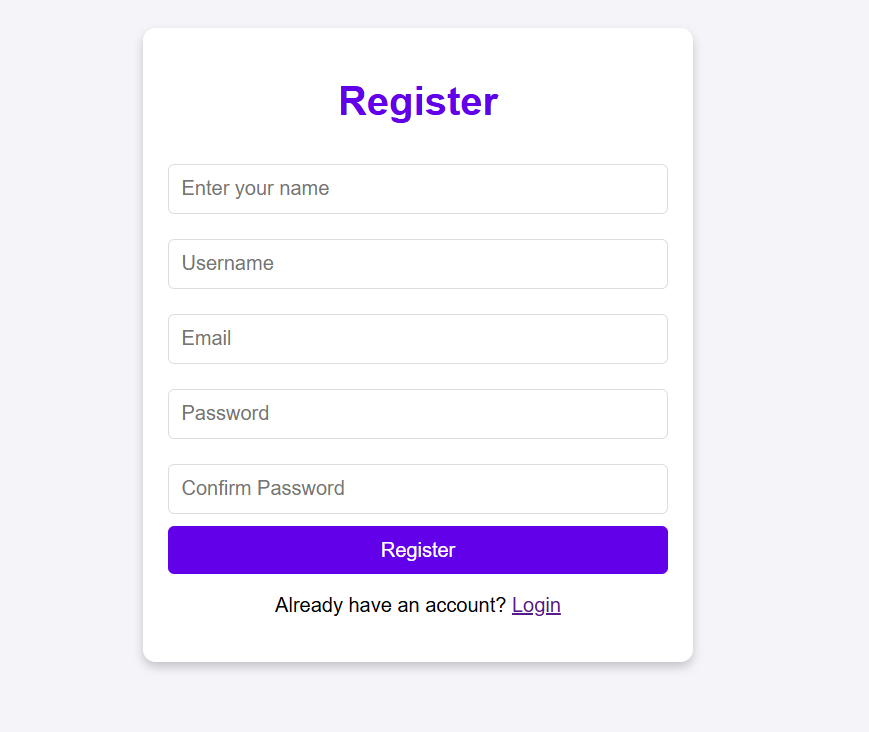 Register
Enter your name
Username
Email
Password
Confirm Password
Register
Already have an account? Login